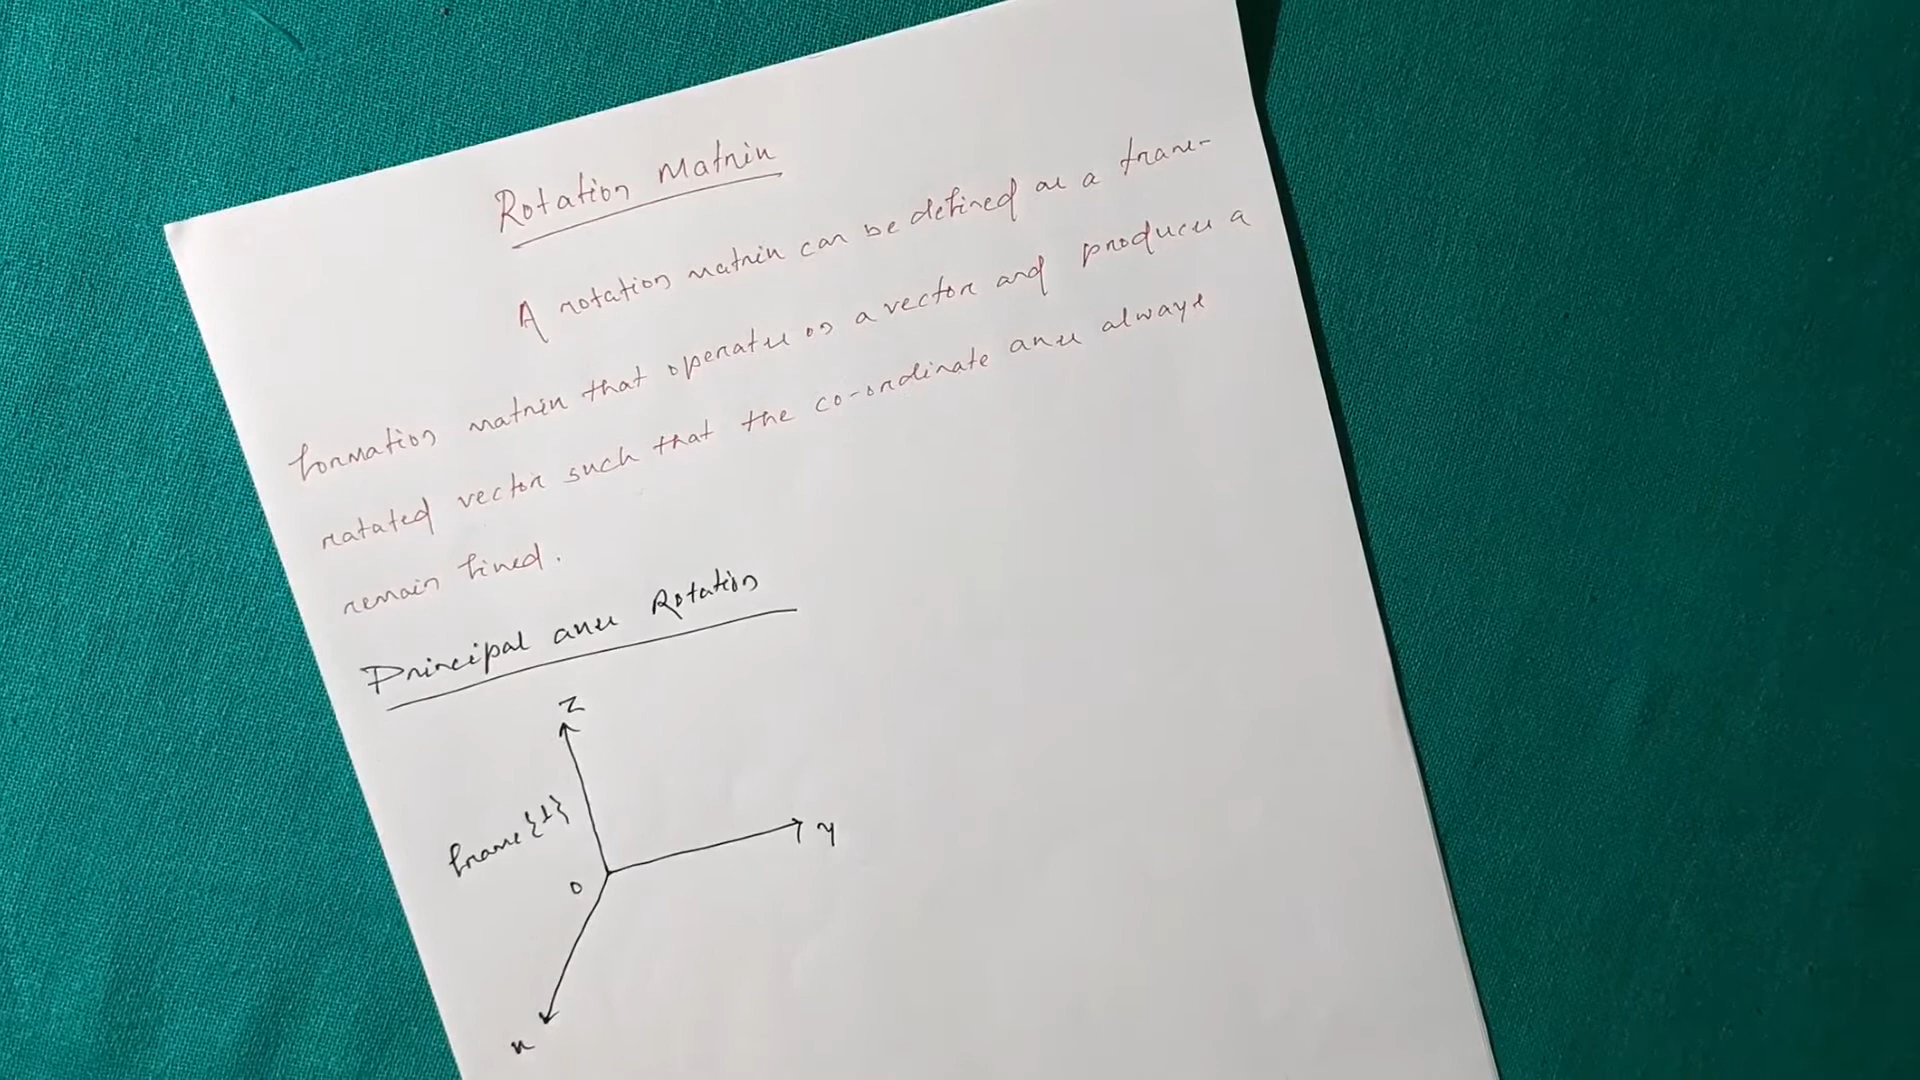 Rotation Matrix
A rotation matrix can be defined as a trans-
formation matrix that operates on a vector and produces a
ratated vector such that the co-ordinate axes always
remain fixed.
Principal axes Rotation
z
frame {1}
y
o
x